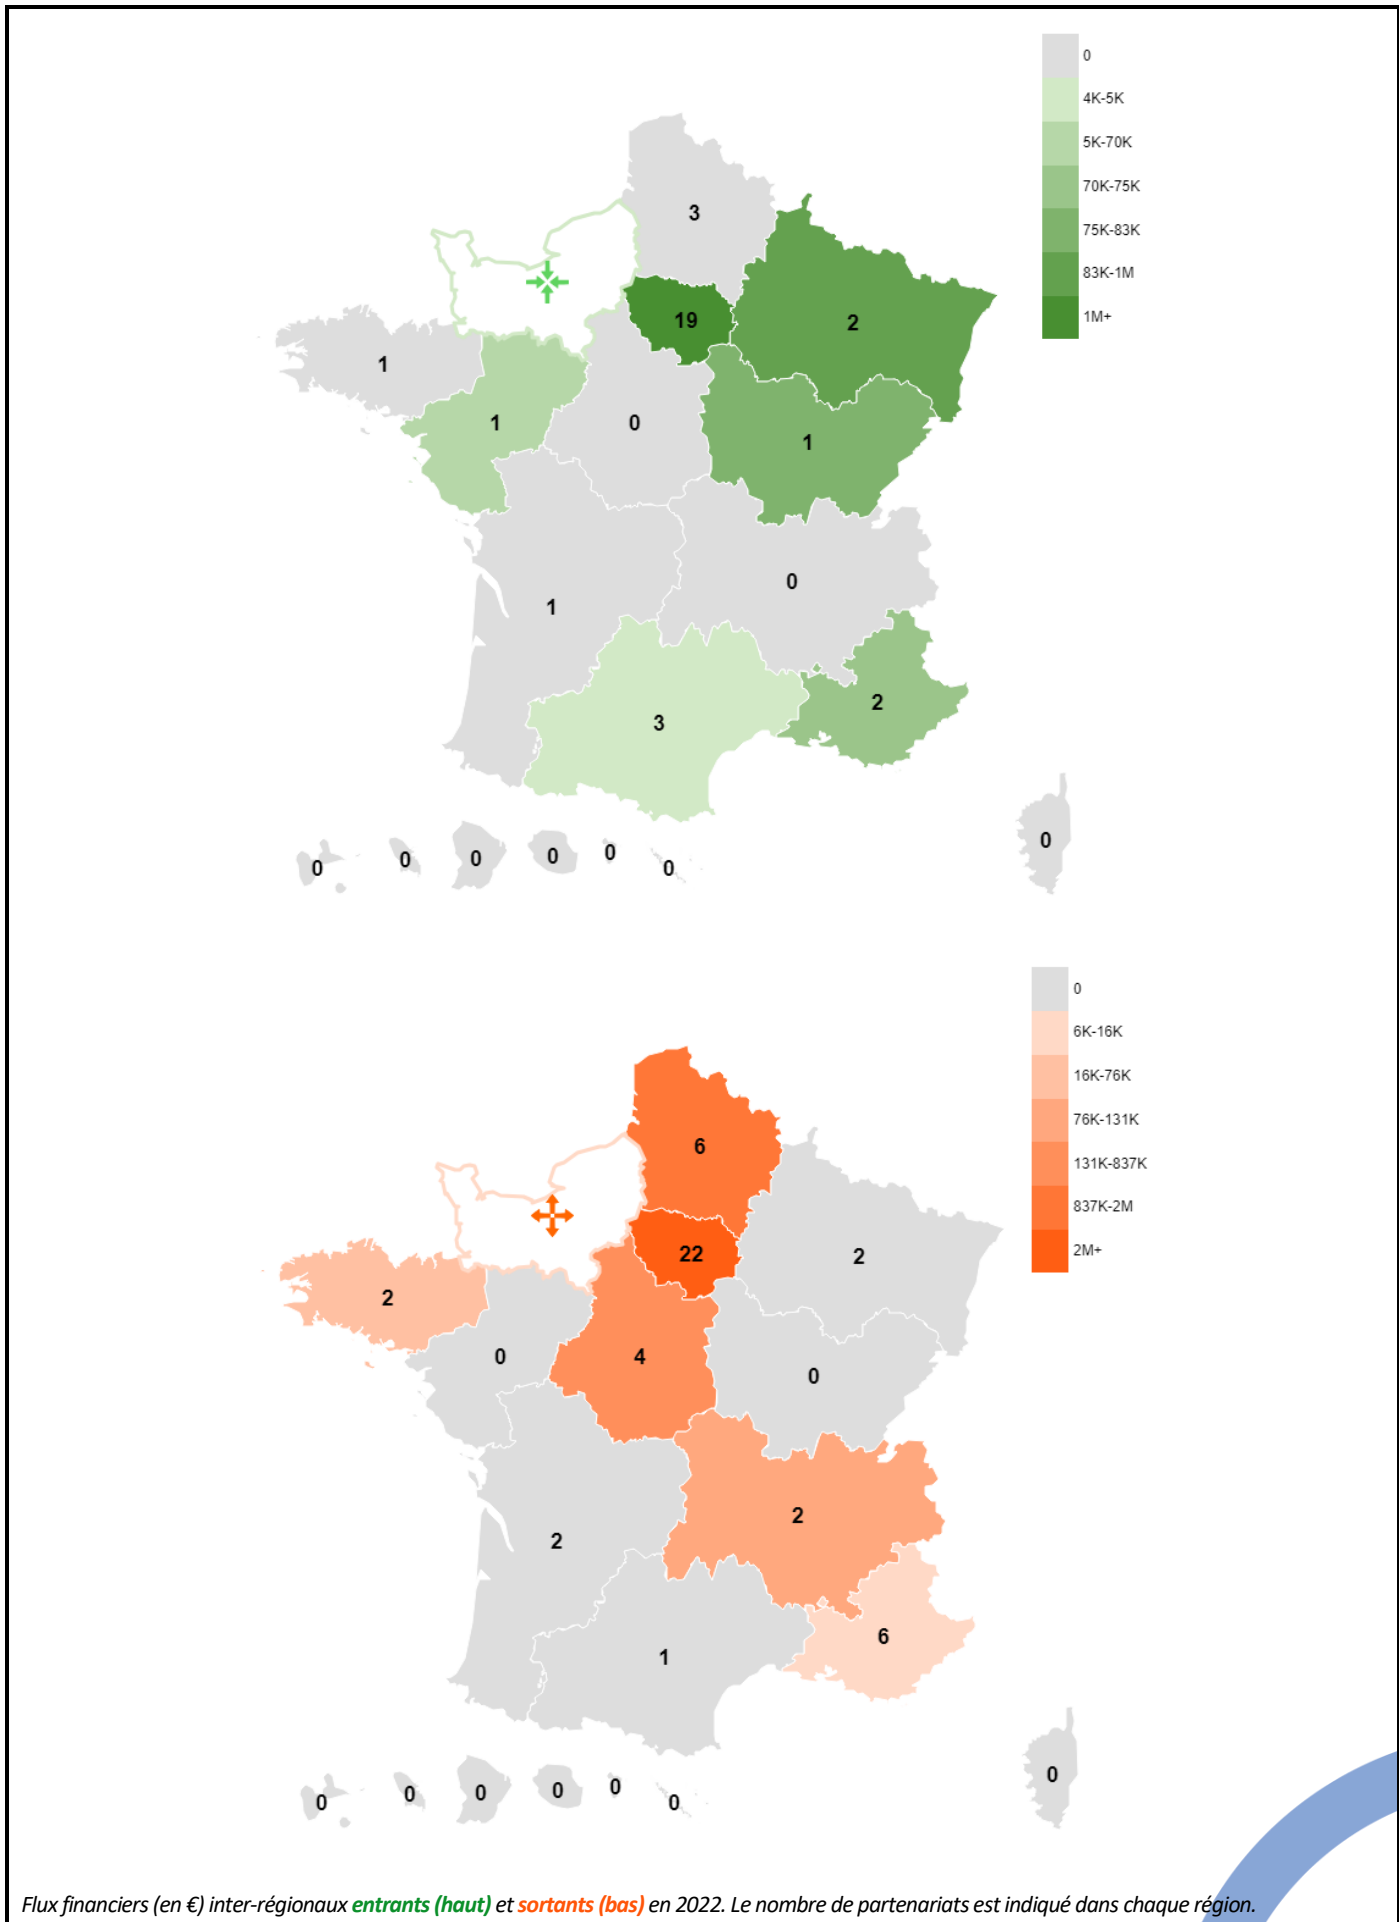 0
4K-5K
5K-70K
70K-75K
75K-83K
83K-1M
1M+
3
19
2
1
1
0
1
0
1
3
2
0
0
0
0
0
0
0
0
6K-16K
16K-76K
76K-131K
131K-837K
837K-2M
2M+
6
22
2
2
0
4
0
2
2
1
6
0
0
0
0
0
0
0
Flux financiers (en €) inter-régionaux entrants (haut) et sortants (bas) en 2022. Le nombre de partenariats est indiqué dans chaque région.